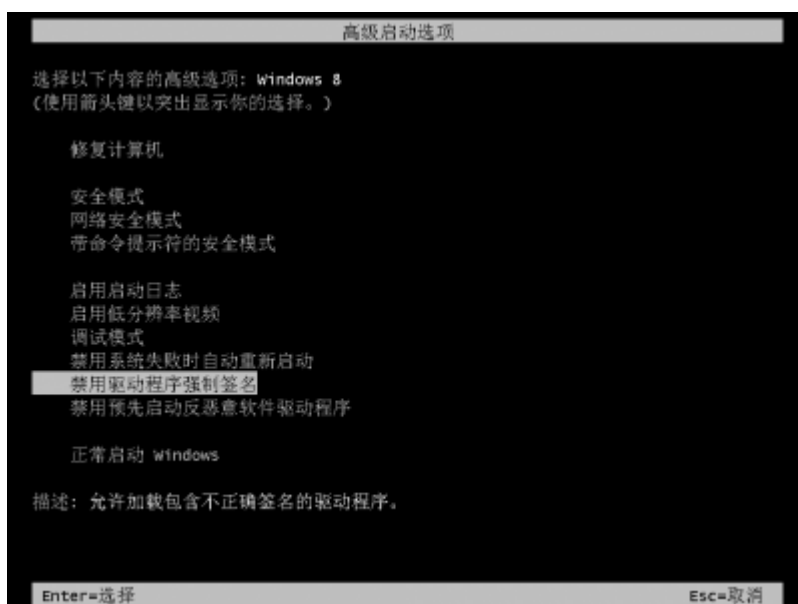 高级启动选项
选择以下内容的高级选项: Windows 8
(使用箭头键以突出显示你的选择。)
修复计算机
安全模式
网络安全模式
带命令提示符的安全模式
启用启动日志
启用低分辨率视频
调试模式
禁用系统失败时自动重新启动
禁用驱动程序强制签名
禁用预先启动反恶意软件驱动程序
正常启动 Windows
描述: 允许加载包含不正确签名的驱动程序。
Enter=选择 Esc=取消